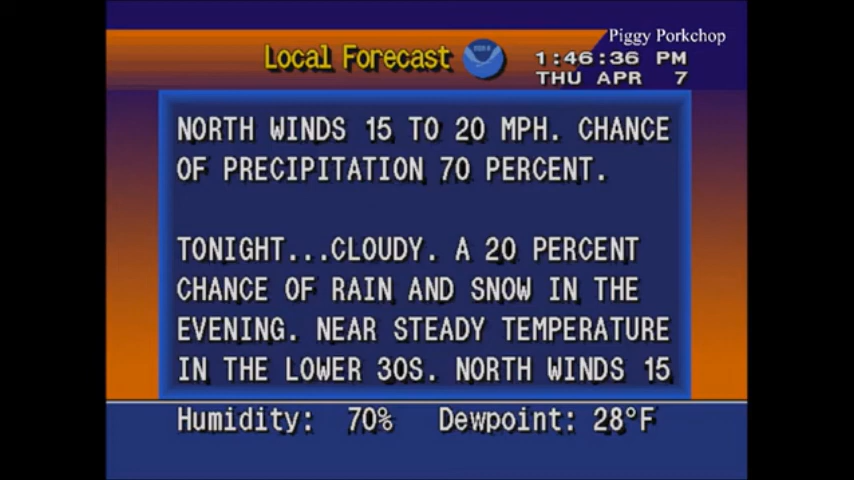 Piggy Porkchop
Local Forecast
1:46:36 PM
THU APR 7
NORTH WINDS 15 TO 20 MPH. CHANCE
OF PRECIPITATION 70 PERCENT.
TONIGHT...CLOUDY. A 20 PERCENT
CHANCE OF RAIN AND SNOW IN THE
EVENING. NEAR STEADY TEMPERATURE
IN THE LOWER 30S. NORTH WINDS 15
Humidity: 70% Dewpoint: 28°F